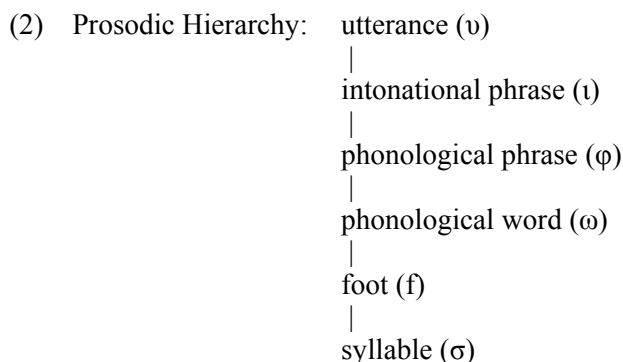 (2) Prosodic Hierarchy: utterance (υ)
|
intonational phrase (ι)
|
phonological phrase (φ)
|
phonological word (ω)
|
foot (f)
|
syllable (σ)